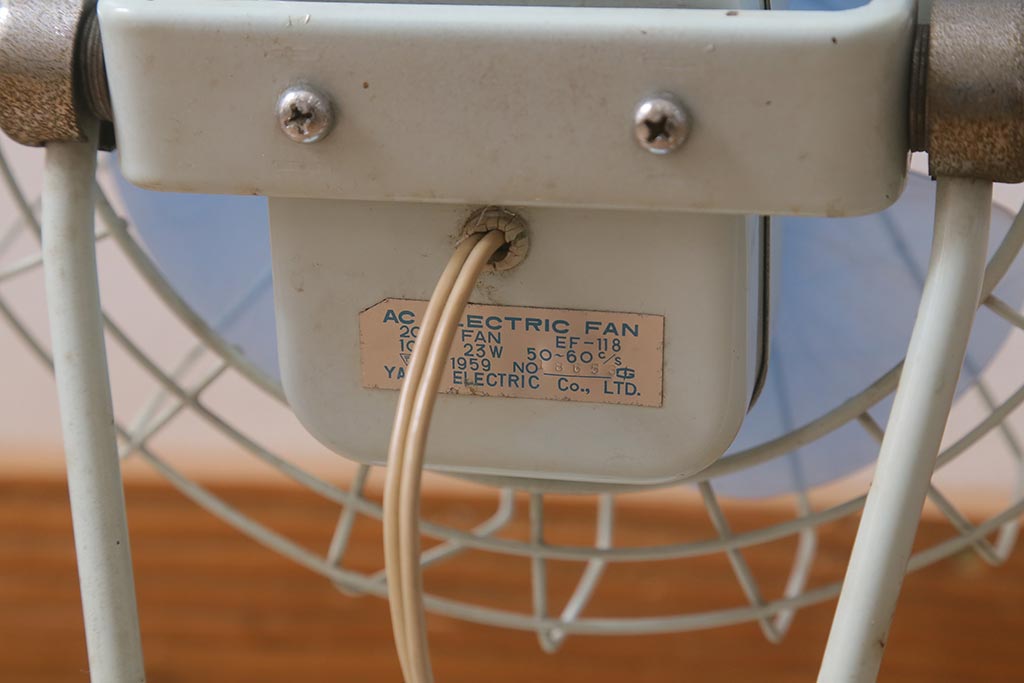 AC ELECTRIC FAN
FAN EF-118
23W 50~60 c/s
1959 NO
ELECTRIC Co., LTD.